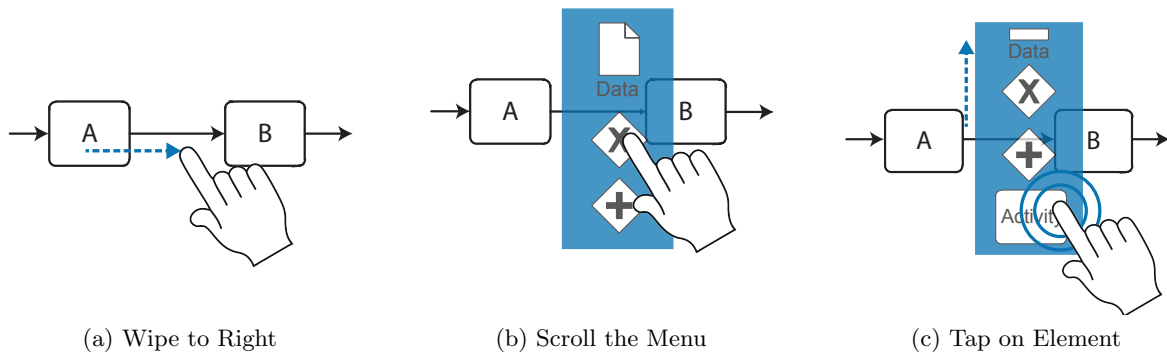 A
B
(a) Wipe to Right
Data
A
B
X
+
(b) Scroll the Menu
Data
X
A
+
B
Activity
(c) Tap on Element